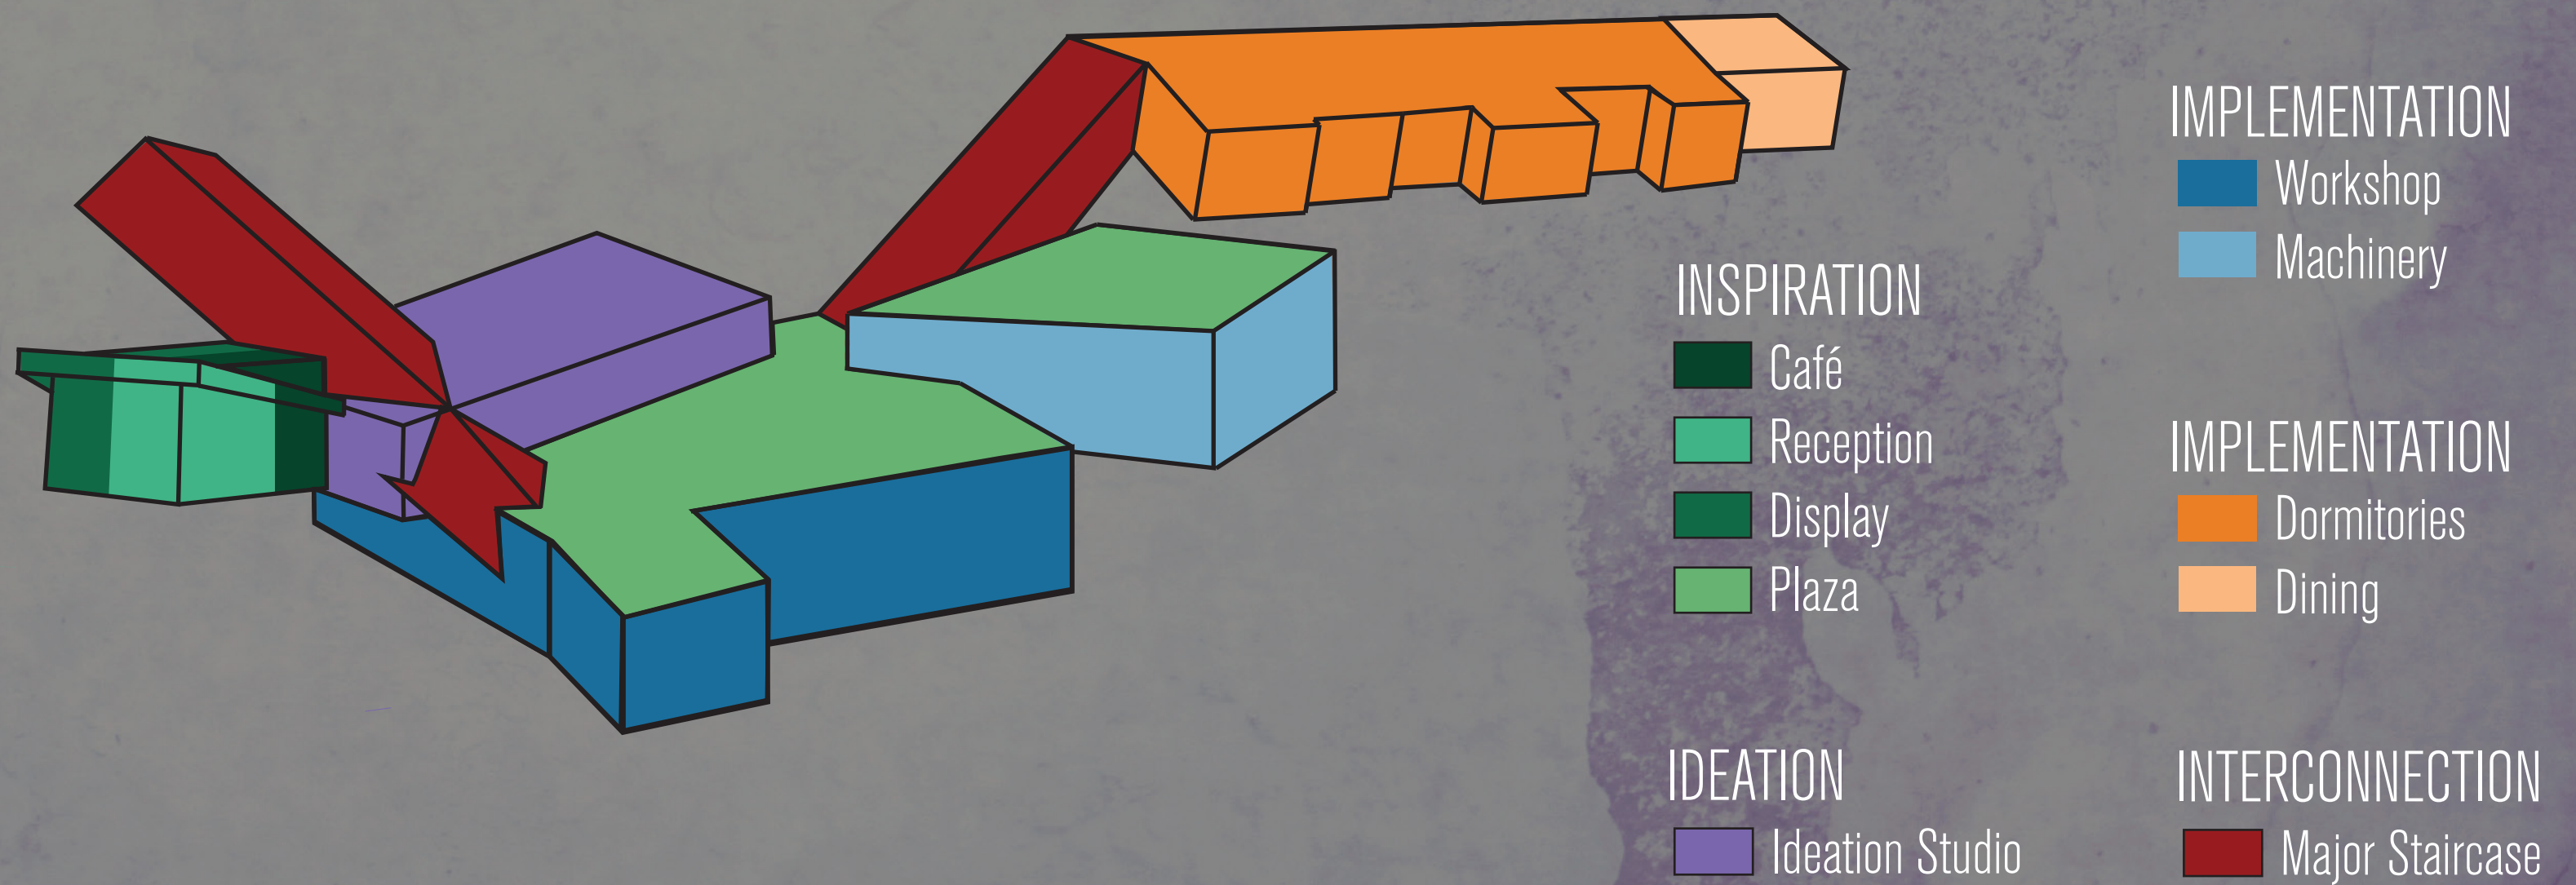 INSPIRATION
Café
Reception
Display
Plaza
IDEATION
Ideation Studio
IMPLEMENTATION
Workshop
Machinery
IMPLEMENTATION
Dormitories
Dining
INTERCONNECTION
Major Staircase